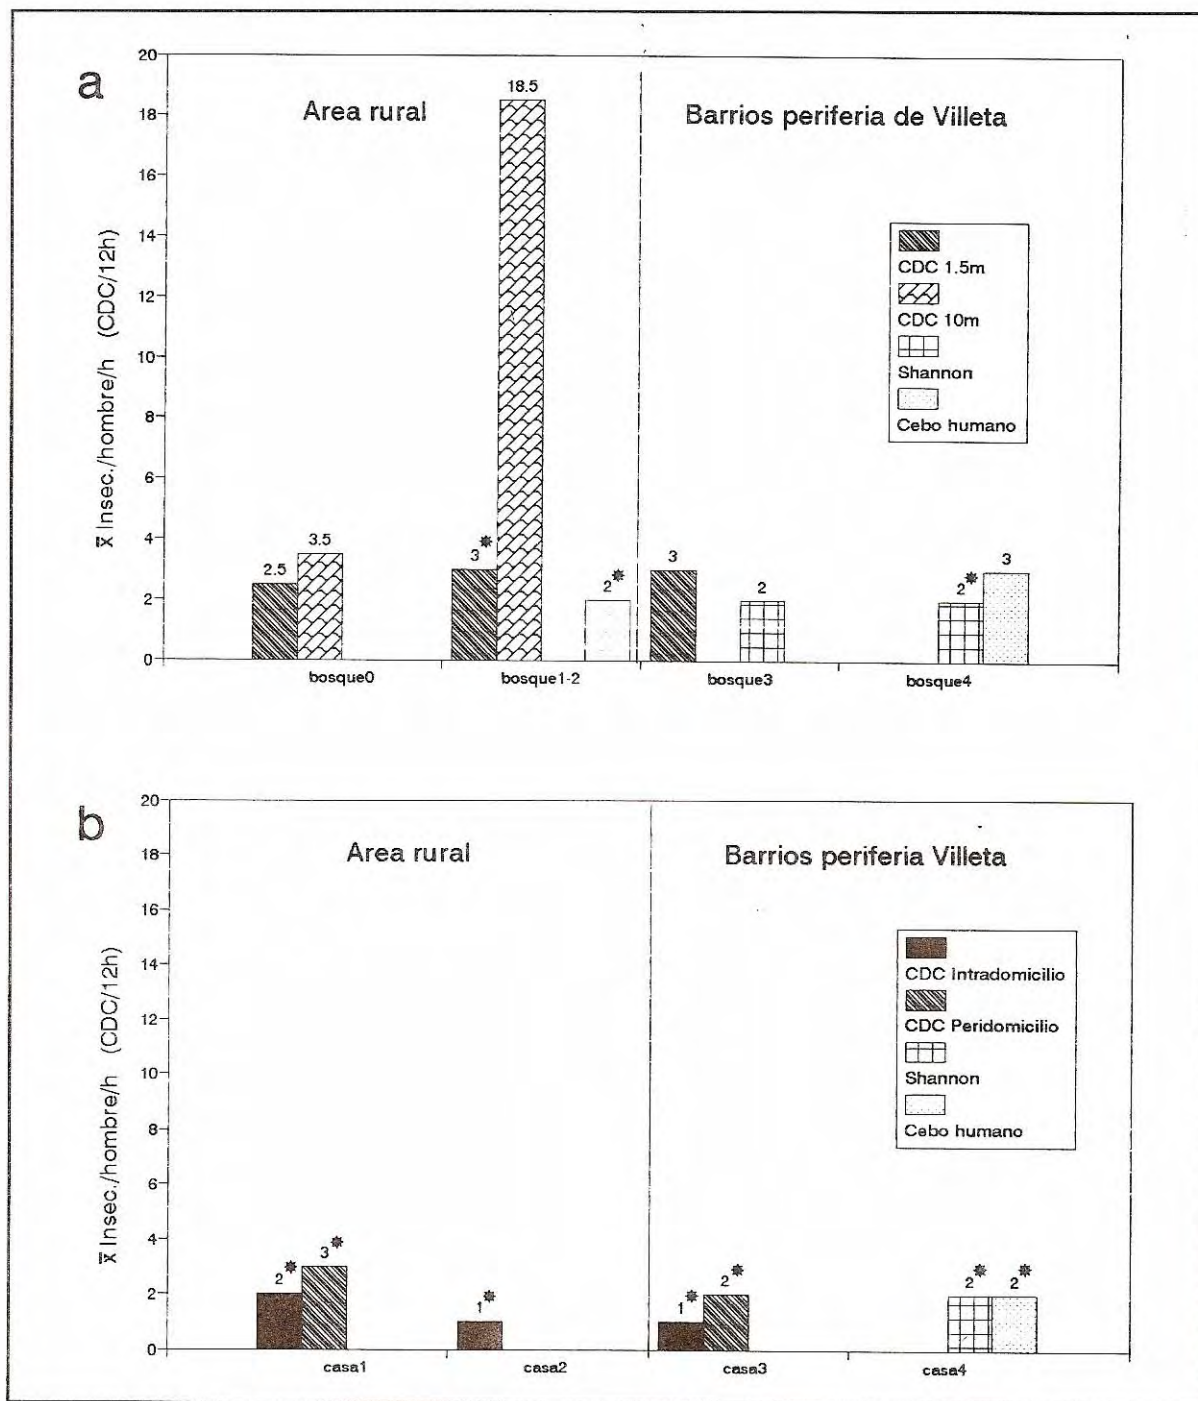 a
Area rural
Barrios periferia de Villeta
x̄ Insec./hombre/h (CDC/12h)
20
18
16
14
12
10
8
6
4
2
0
2.5
3.5
3*
18.5
2*
3
2
2*
3
CDC 1.5m
CDC 10m
Shannon
Cebo humano
bosque0
bosque1-2
bosque3
bosque4
b
Area rural
Barrios periferia Villeta
x̄ Insec./hombre/h (CDC/12h)
20
18
16
14
12
10
8
6
4
2
0
2*
3*
1*
1*
2*
2*
2*
CDC Intradomicilio
CDC Peridomicilio
Shannon
Cebo humano
casa1
casa2
casa3
casa4